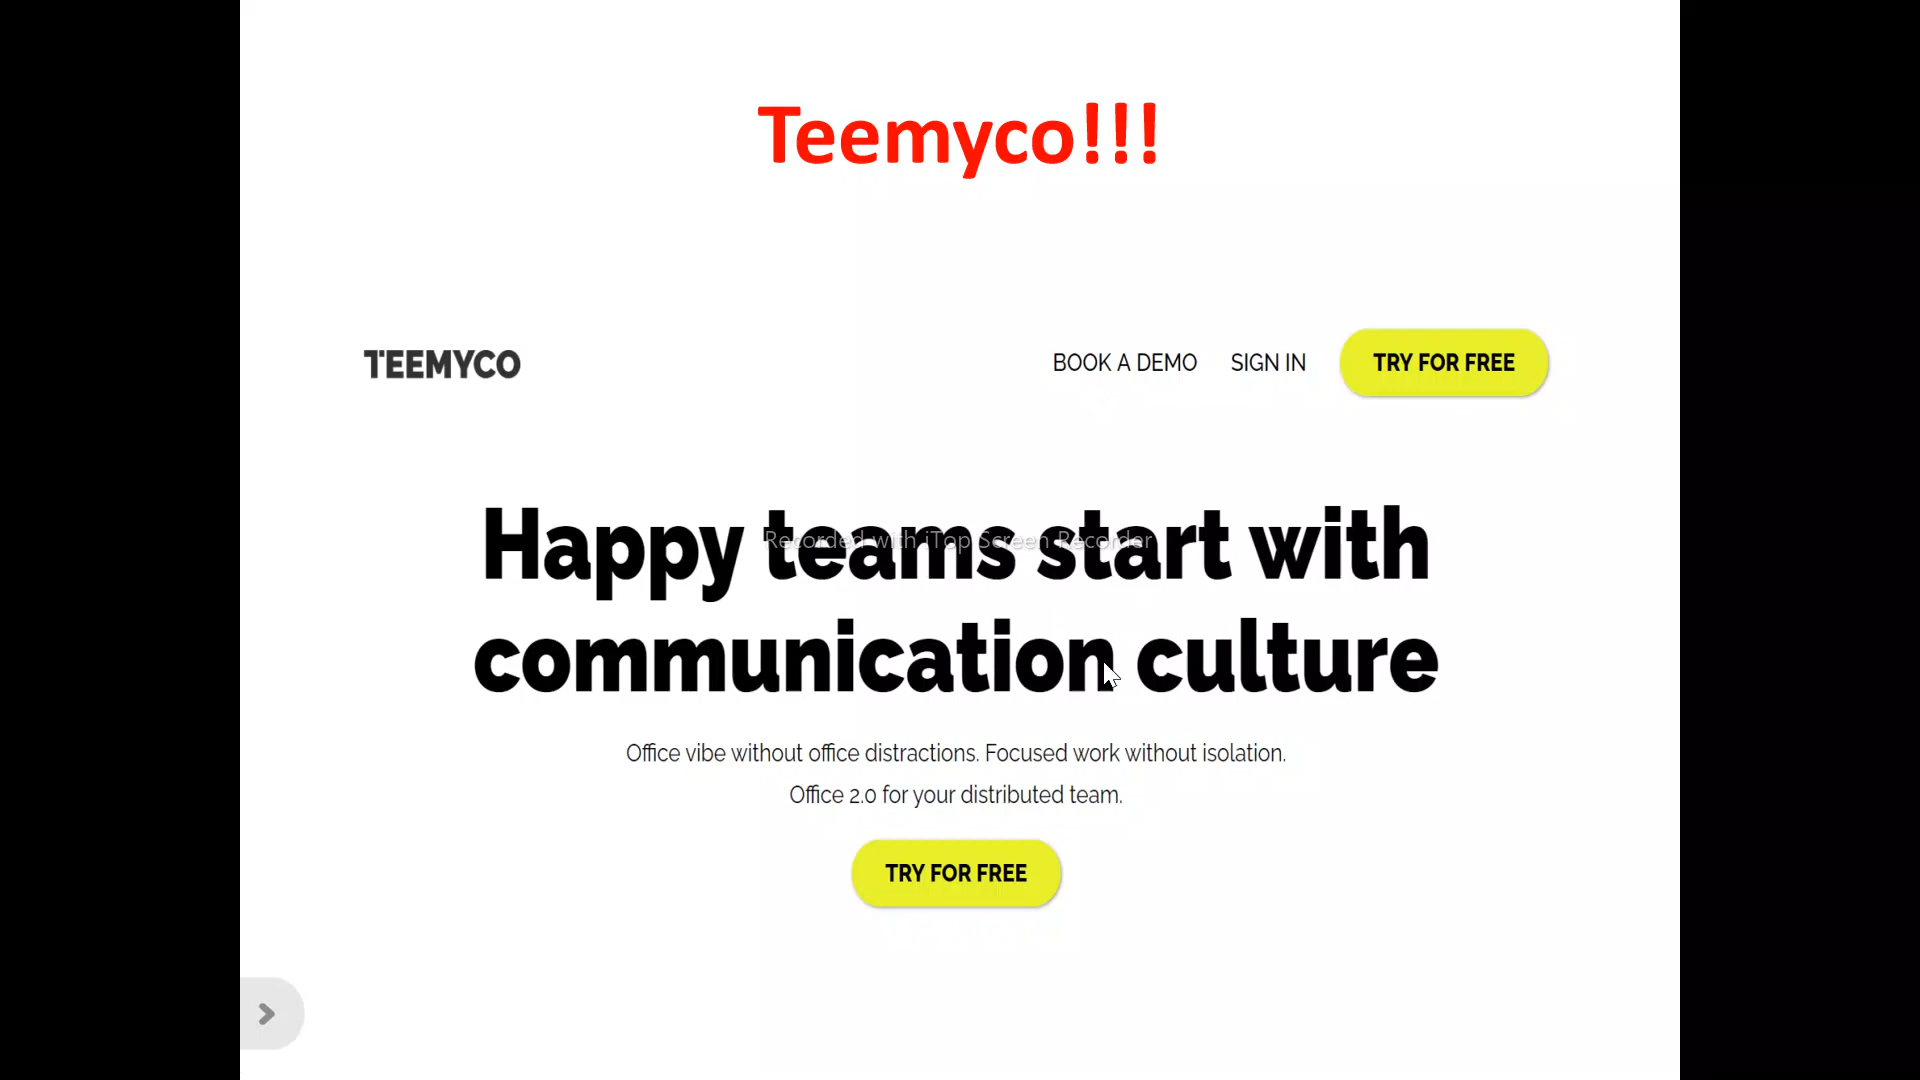 Teemyco!!!
TEEMYCO
BOOK A DEMO SIGN IN TRY FOR FREE
Happy teams start with
Recorded with iTop Screen Recorder
communication culture
Office vibe without office distractions. Focused work without isolation.
Office 2.0 for your distributed team.
TRY FOR FREE